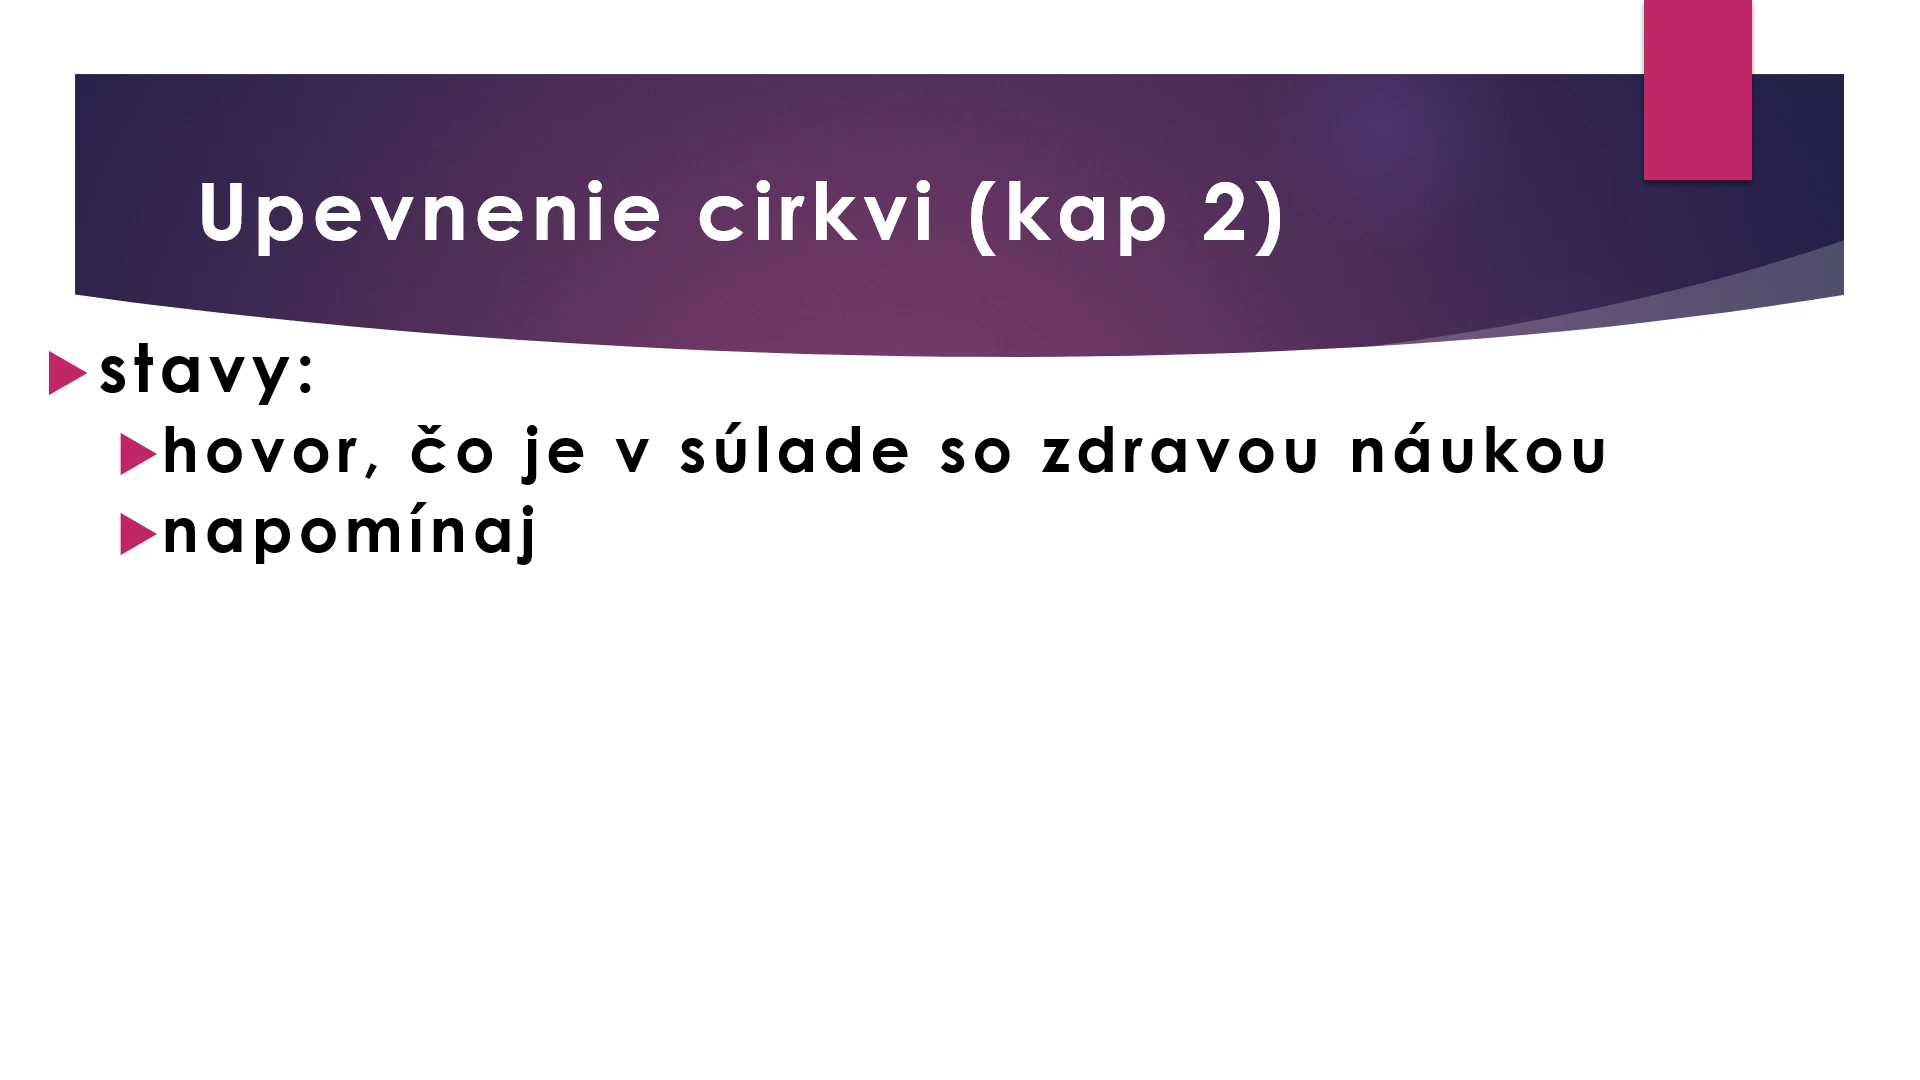 Upevnenie cirkvi (kap 2)
stavy:
hovor, čo je v súlade so zdravou náukou
napomínaj